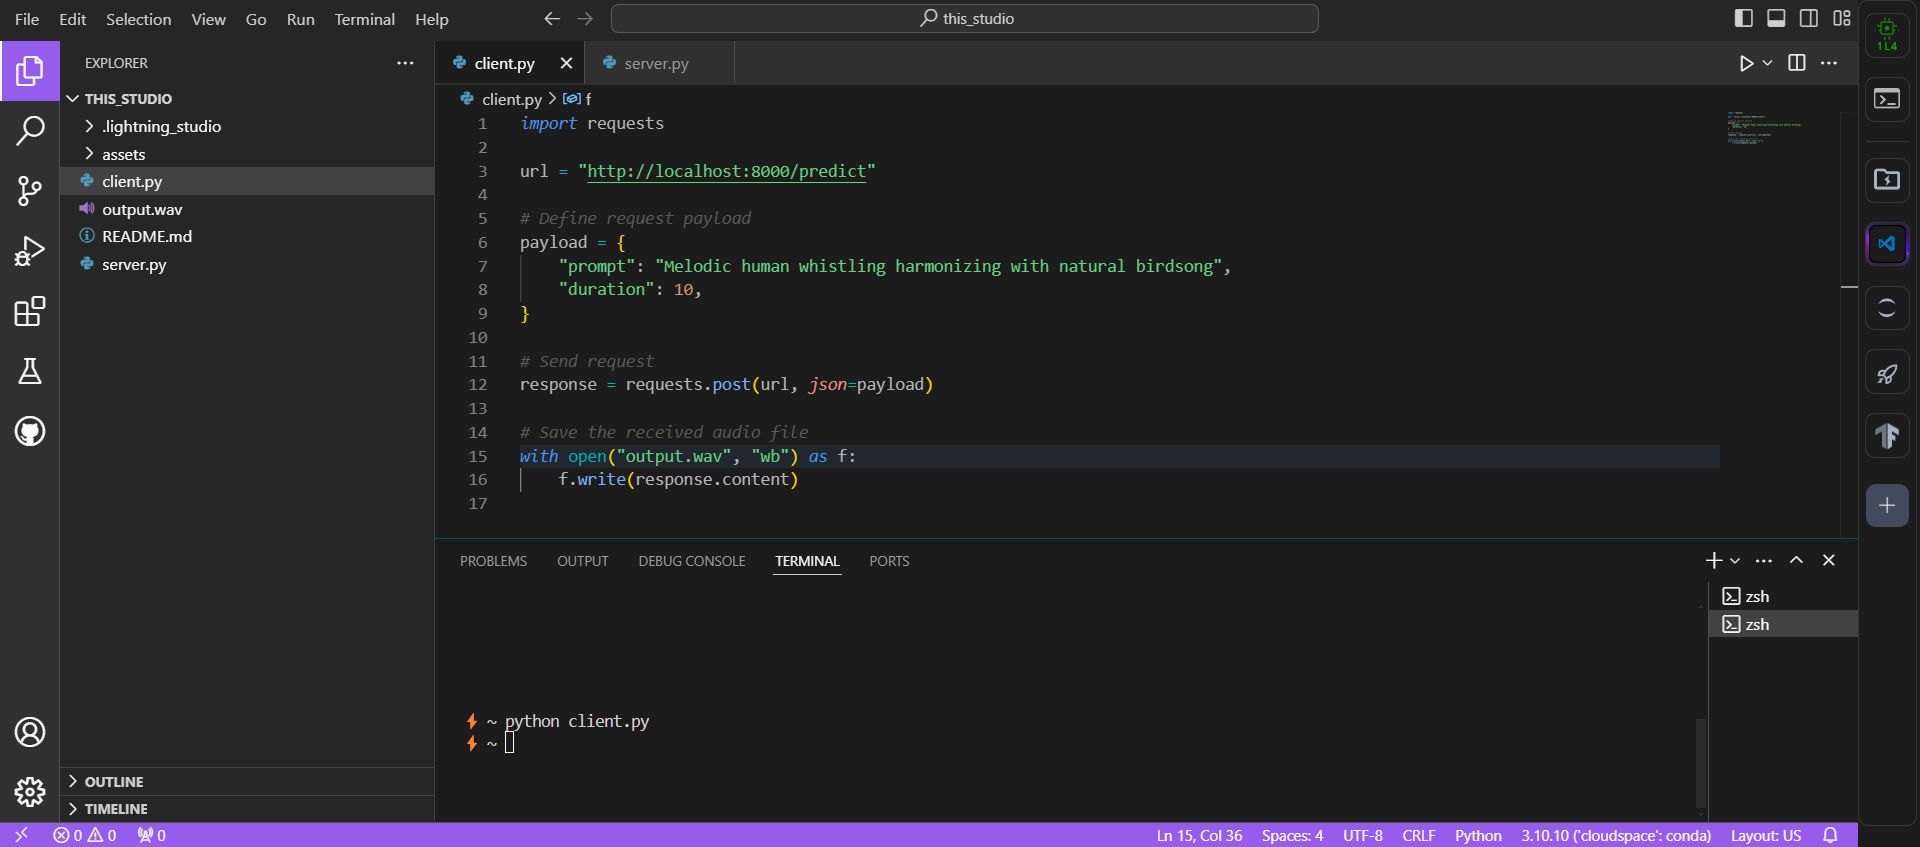 File Edit Selection View Go Run Terminal Help
this_studio
1 L4
EXPLORER
THIS_STUDIO
.lightning_studio
assets
client.py
output.wav
README.md
server.py
OUTLINE
TIMELINE
client.py server.py
client.py f
1 import requests
2
3 url = "http://localhost:8000/predict"
4
5 # Define request payload
6 payload = {
7 "prompt": "Melodic human whistling harmonizing with natural birdsong",
8 "duration": 10,
9 }
10
11 # Send request
12 response = requests.post(url, json=payload)
13
14 # Save the received audio file
15 with open("output.wav", "wb") as f:
16 f.write(response.content)
17
PROBLEMS OUTPUT DEBUG CONSOLE TERMINAL PORTS
zsh
zsh
~ python client.py
~
0 0 0 Ln 15, Col 36 Spaces: 4 UTF-8 CRLF Python 3.10.10 ('cloudspace': conda) Layout: US